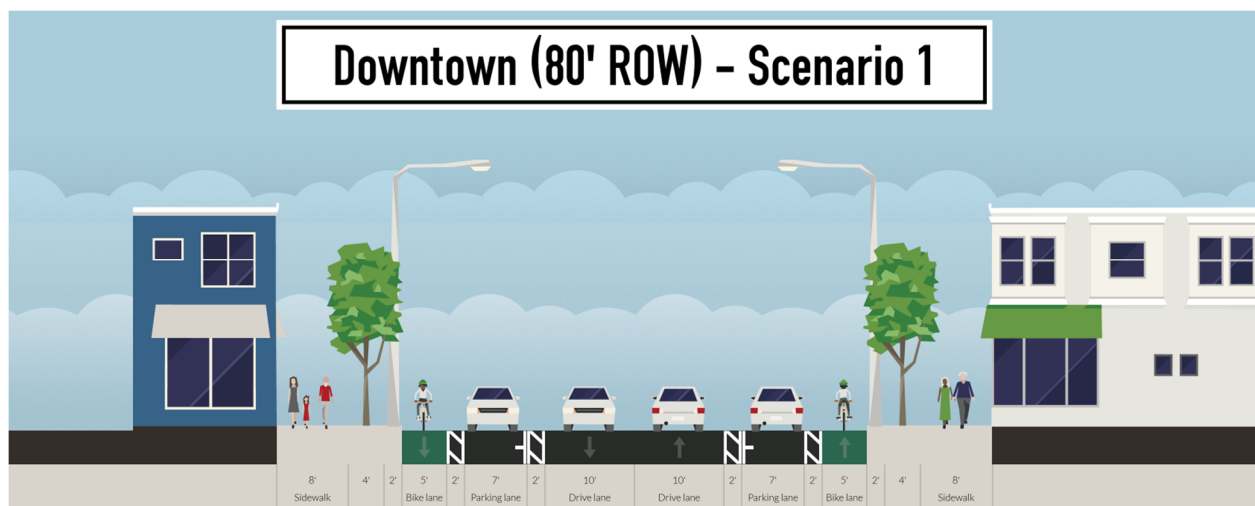 Downtown (80' ROW) - Scenario 1
8' 4' 2' 5' 2' 7' 2' 10' 10' 2' 7' 2' 5' 2' 4' 8'
Sidewalk Bike lane Parking lane Drive lane Drive lane Parking lane Bike lane Sidewalk